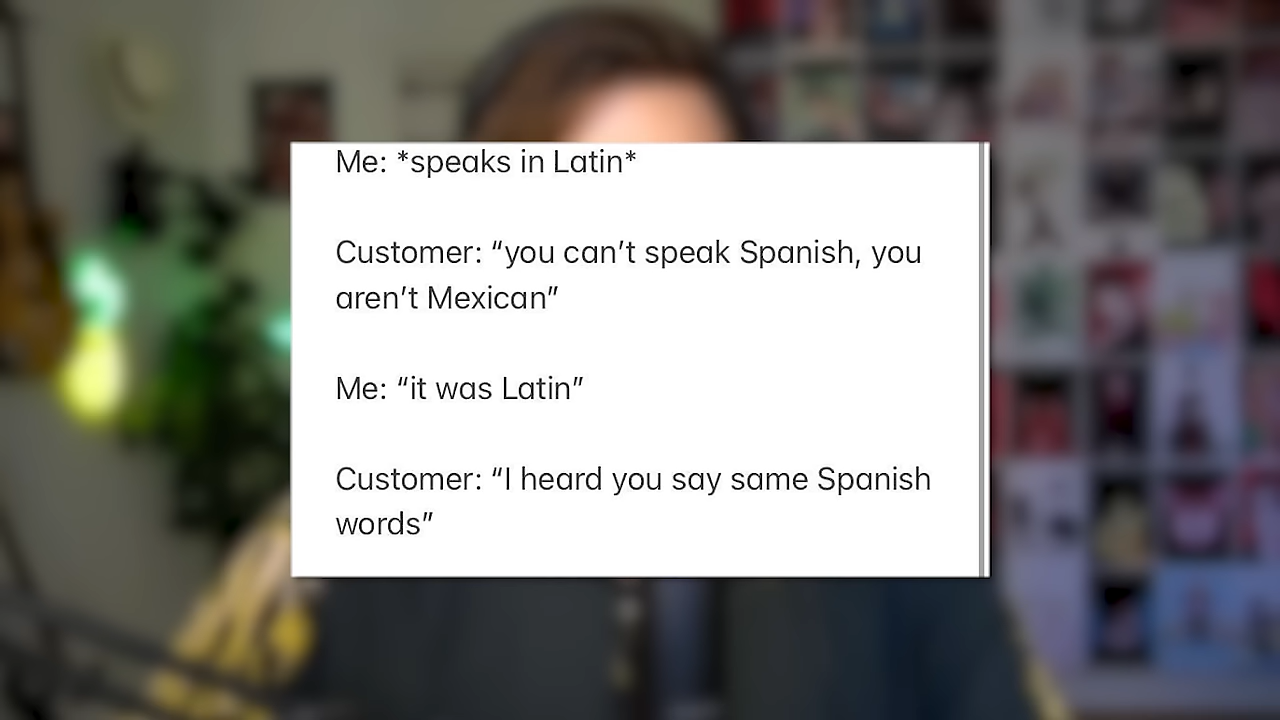 Me: *speaks in Latin*
Customer: “you can’t speak Spanish, you
aren’t Mexican”
Me: “it was Latin”
Customer: “I heard you say same Spanish
words”